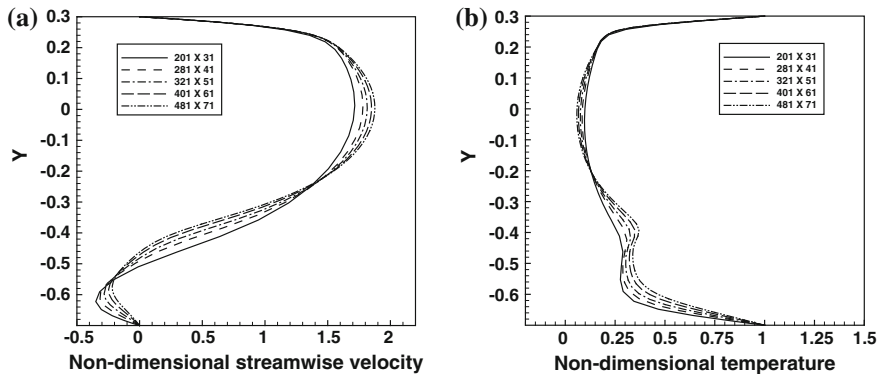 (a)
0.3
0.2
0.1
0
-0.1
-0.2
-0.3
-0.4
-0.5
-0.6
Y
201 X 31
281 X 41
321 X 51
401 X 61
481 X 71
-0.5
0
0.5
1
1.5
2
Non-dimensional streamwise velocity
(b)
0.3
0.2
0.1
0
-0.1
-0.2
-0.3
-0.4
-0.5
-0.6
Y
201 X 31
281 X 41
321 X 51
401 X 61
481 X 71
0
0.25
0.5
0.75
1
1.25
1.5
Non-dimensional temperature